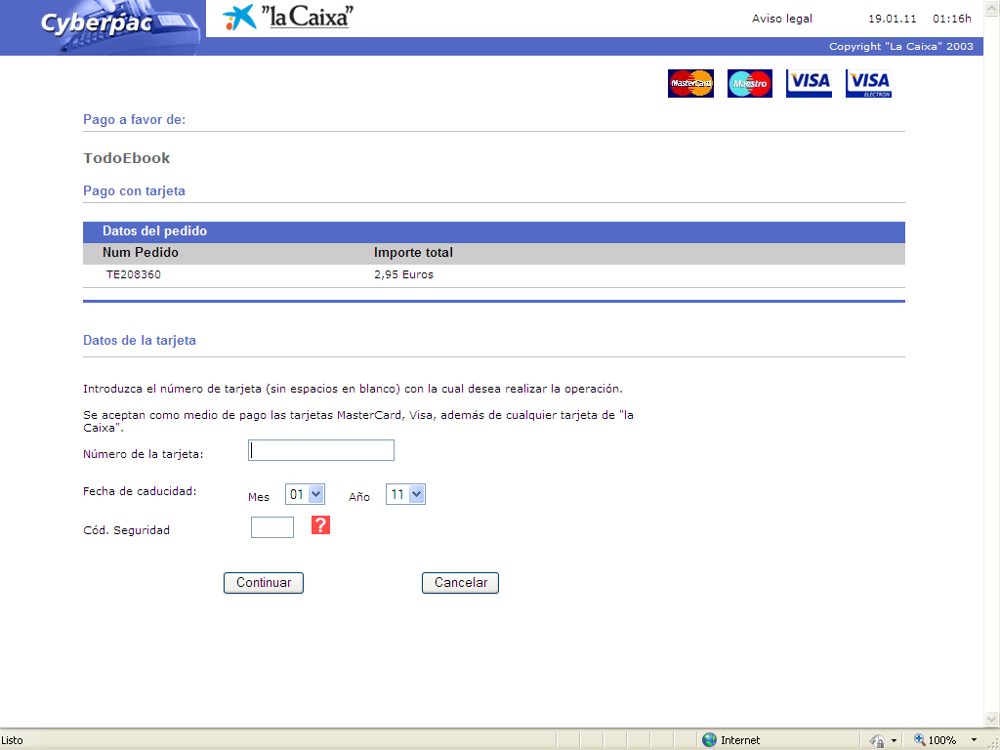 Cyberpac
"la Caixa"
Aviso legal 19.01.11 01:16h
Copyright "La Caixa" 2003
MasterCard Maestro VISA VISA ELECTRON
Pago a favor de:
TodoEbook
Pago con tarjeta
Datos del pedido
Num Pedido Importe total
TE208360 2,95 Euros
Datos de la tarjeta
Introduzca el número de tarjeta (sin espacios en blanco) con la cual desea realizar la operación.
Se aceptan como medio de pago las tarjetas MasterCard, Visa, además de cualquier tarjeta de "la
Caixa".
Número de la tarjeta:
Fecha de caducidad: Mes 01 Año 11
Cód. Seguridad ?
Continuar Cancelar
Listo Internet 100%